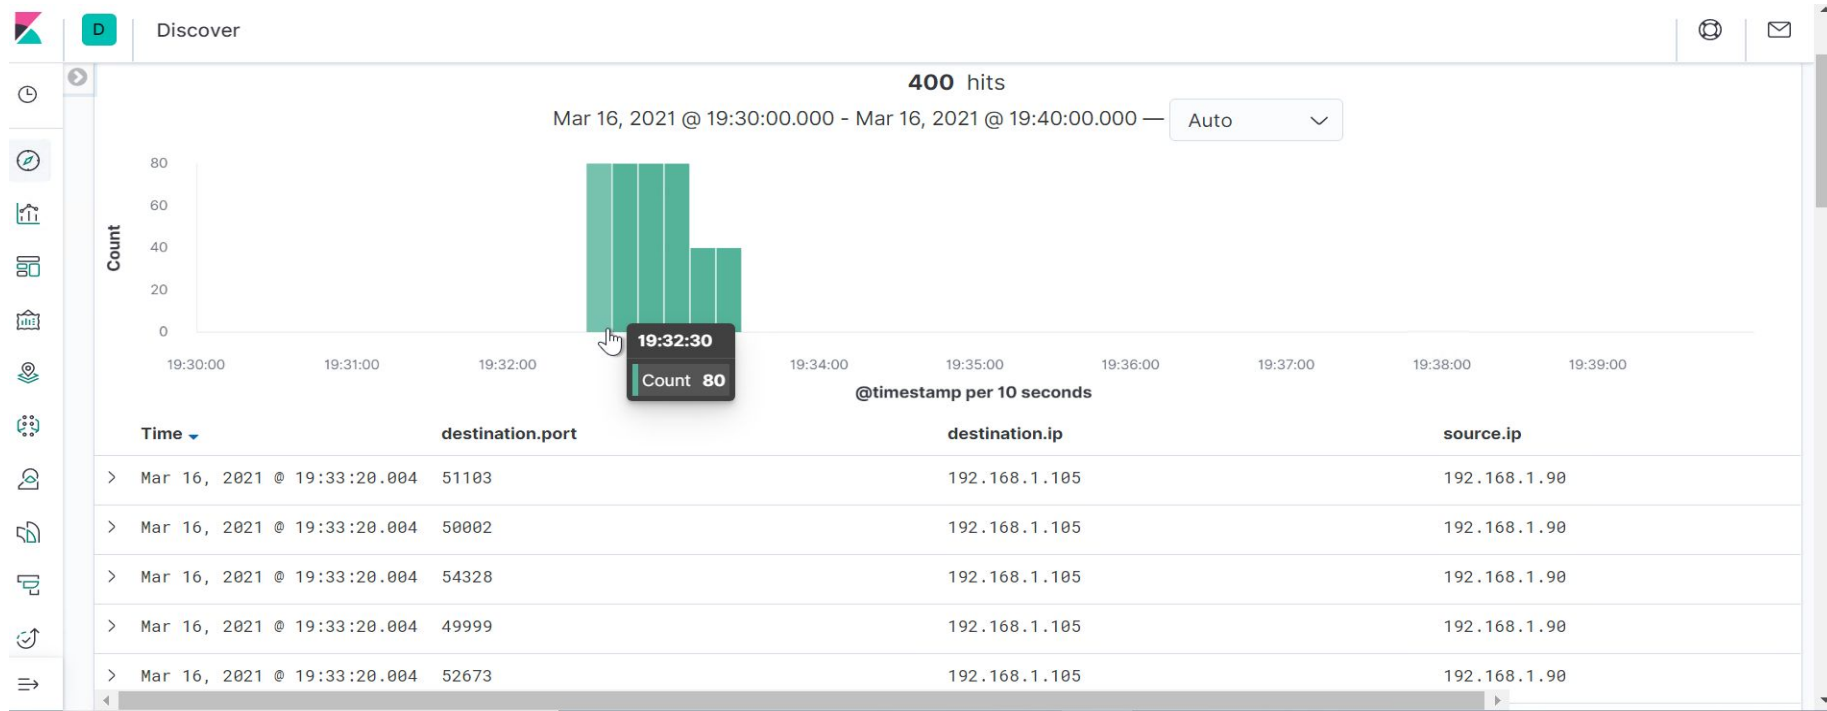 D Discover
400 hits
Mar 16, 2021 @ 19:30:00.000 - Mar 16, 2021 @ 19:40:00.000 — Auto
80
60
40
20
0
Count
19:30:00 19:31:00 19:32:00 19:34:00 19:35:00 19:36:00 19:37:00 19:38:00 19:39:00
19:32:30
Count 80
@timestamp per 10 seconds
Time destination.port destination.ip source.ip
Mar 16, 2021 @ 19:33:20.004 51103 192.168.1.105 192.168.1.90
Mar 16, 2021 @ 19:33:20.004 50002 192.168.1.105 192.168.1.90
Mar 16, 2021 @ 19:33:20.004 54328 192.168.1.105 192.168.1.90
Mar 16, 2021 @ 19:33:20.004 49999 192.168.1.105 192.168.1.90
Mar 16, 2021 @ 19:33:20.004 52673 192.168.1.105 192.168.1.90